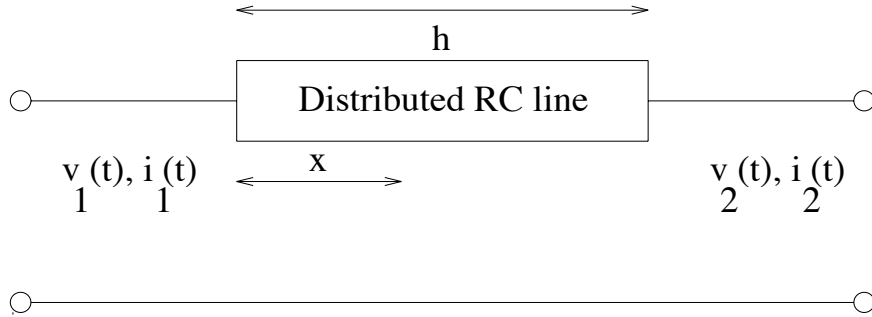 h
Distributed RC line
v (t), i (t)
1 1
x
v (t), i (t)
2 2